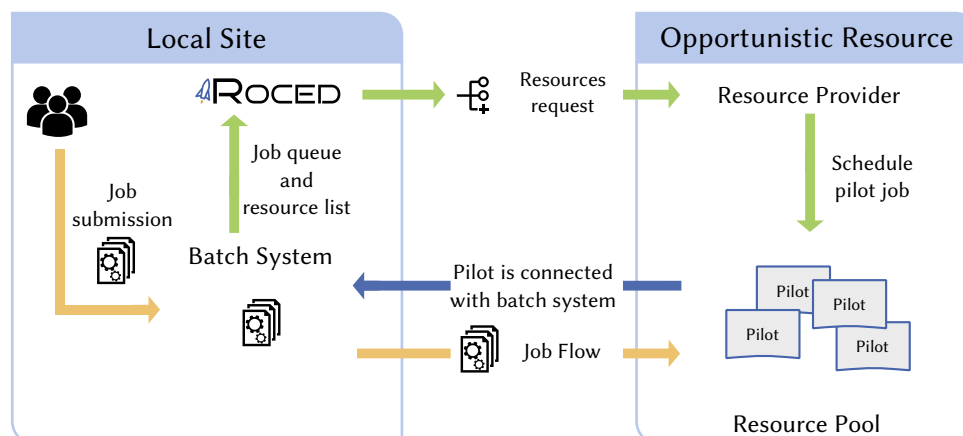 Local Site
Opportunistic Resource
ROCED
Resources
request
Resource Provider
Job queue
and
resource list
Schedule
pilot job
Job
submission
Batch System
Pilot is connected
with batch system
Pilot
Pilot
Pilot
Pilot
Job Flow
Resource Pool